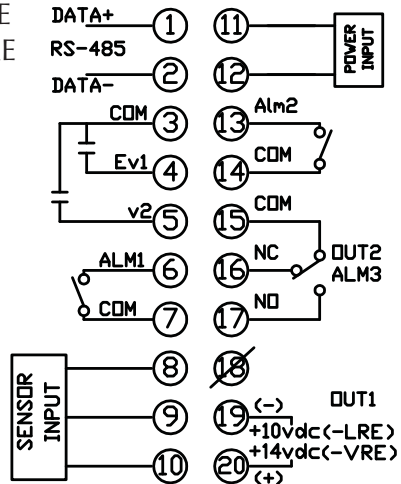 E
RE
DATA+
RS-485
DATA-
1
2
COM
3
Ev1
4
v2
5
ALM1
6
COM
7
8
SENSOR
INPUT
9
10
11
POWER
INPUT
12
Alm2
13
COM
14
COM
15
NC
16
OUT2
ALM3
NO
17
18
19
(-)
OUT1
+10vdc(-LRE)
+14vdc(-VRE)
20
(+)